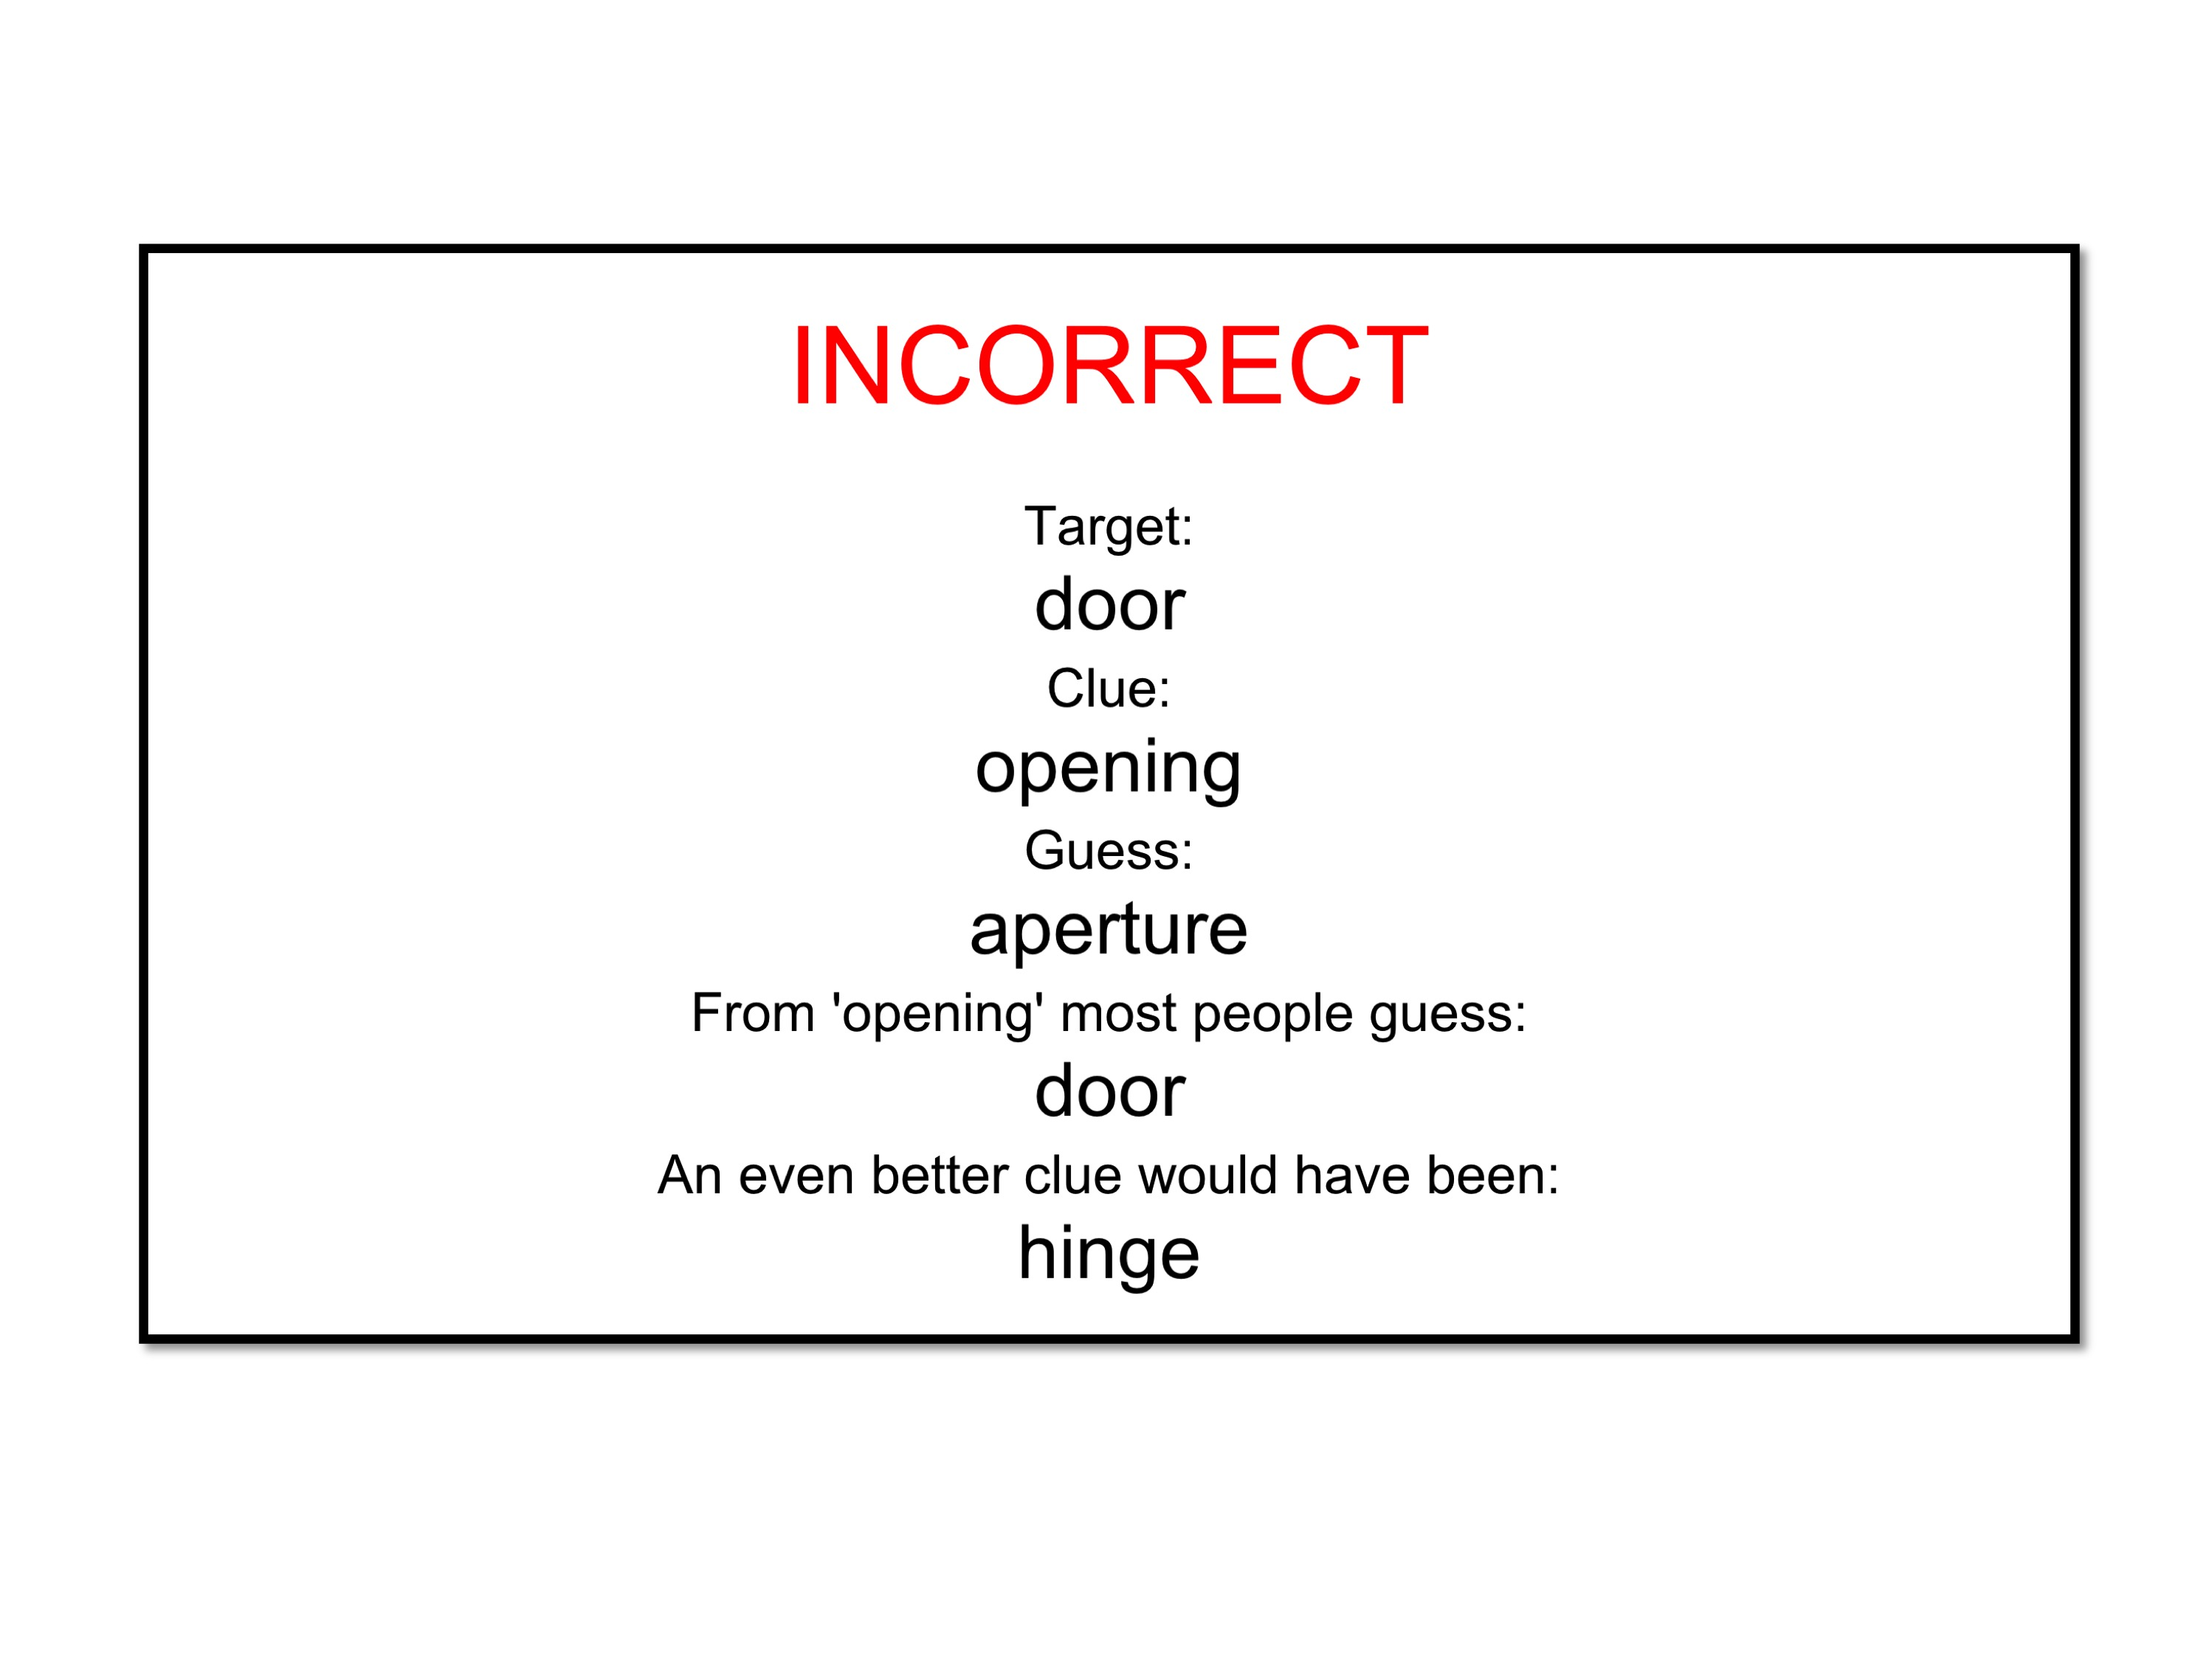 INCORRECT
Target:
door
Clue:
opening
Guess:
aperture
From 'opening' most people guess:
door
An even better clue would have been:
hinge